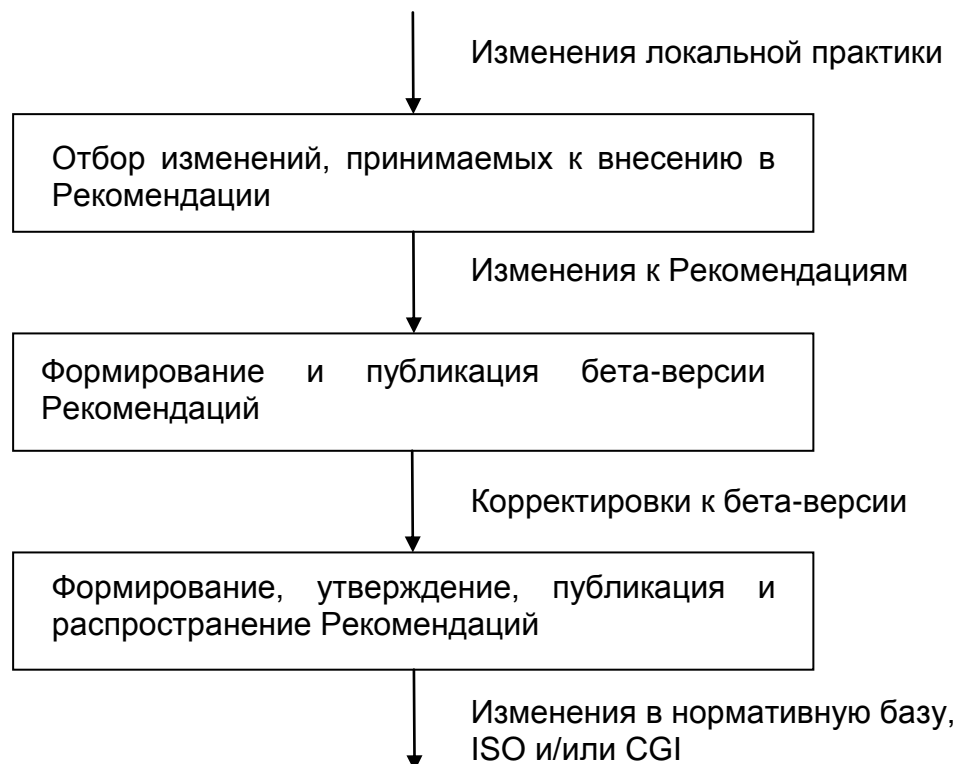 Изменения локальной практики
Отбор изменений, принимаемых к внесению в
Рекомендации
Изменения к Рекомендациям
Формирование и публикация бета-версии
Рекомендаций
Корректировки к бета-версии
Формирование, утверждение, публикация и
распространение Рекомендаций
Изменения в нормативную базу,
ISO и/или CGI